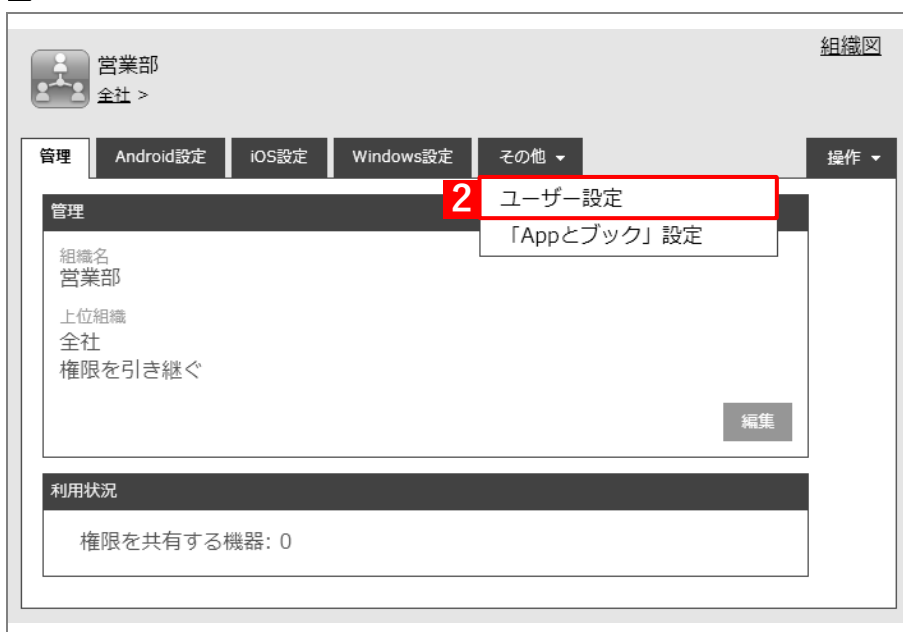 組織図
営業部
全社 >
管理 Android設定 iOS設定 Windows設定 その他 操作
2 ユーザー設定
「Appとブック」設定
管理
組織名
営業部
上位組織
全社
権限を引き継ぐ
編集
利用状況
権限を共有する機器: 0